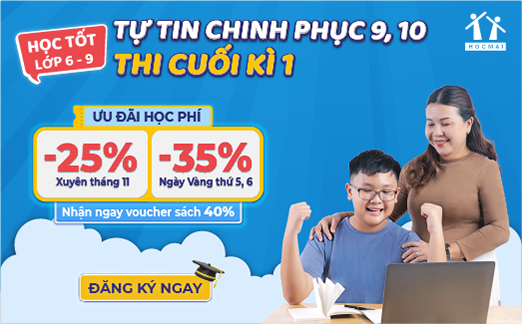 HỌC TỐT
LỚP 6 - 9
TỰ TIN CHINH PHỤC 9, 10
THI CUỐI KÌ 1
HOCMAI
ƯU ĐÃI HỌC PHÍ
-25%
Xuyên tháng 11
-35%
Ngày Vàng thứ 5, 6
Nhận ngay voucher sách 40%
ĐĂNG KÝ NGAY